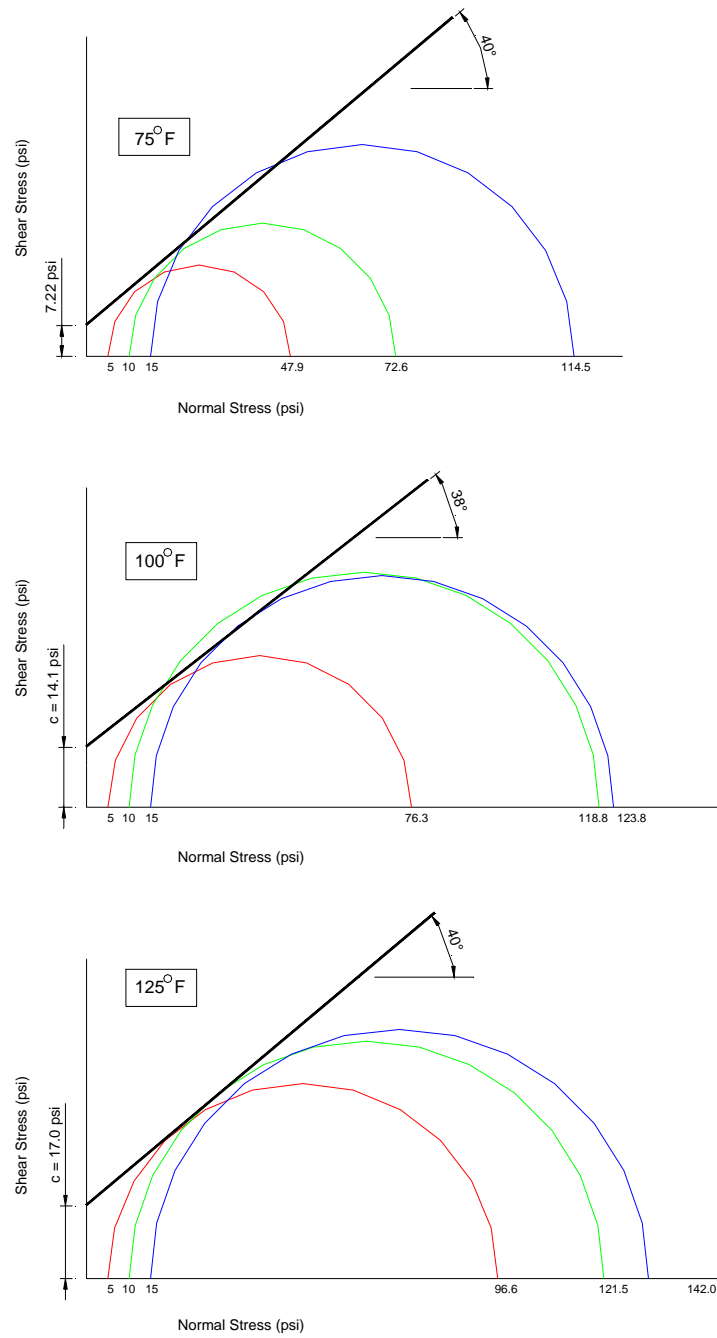 40°
75°F
Shear Stress (psi)
7.22 psi
5 10 15 47.9 72.6 114.5
Normal Stress (psi)
38°
100°F
Shear Stress (psi)
c = 14.1 psi
5 10 15 76.3 118.8 123.8
Normal Stress (psi)
40°
125°F
Shear Stress (psi)
c = 17.0 psi
5 10 15 96.6 121.5 142.0
Normal Stress (psi)